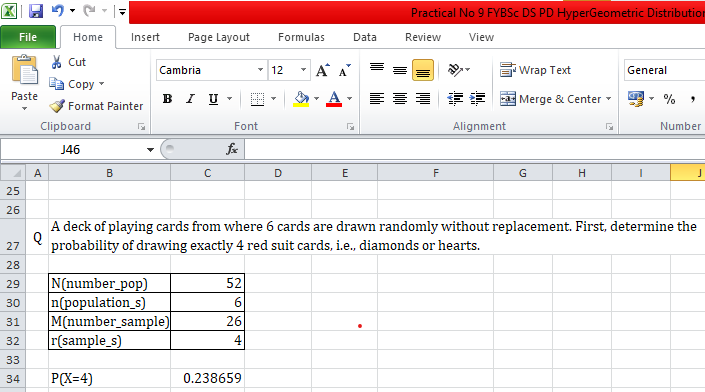 Practical No 9 FYBSc DS PD HyperGeometric Distribution
File Home Insert Page Layout Formulas Data Review View
Cut
Copy
Format Painter
Paste
Cambria 12 A A
B I U
Wrap Text
Merge & Center
General
% ,
Clipboard Font Alignment Number
J46 fx
A B C D E F G H I J
25
26
27 Q A deck of playing cards from where 6 cards are drawn randomly without replacement. First, determine the
probability of drawing exactly 4 red suit cards, i.e., diamonds or hearts.
28
29 N(number_pop) 52
30 n(population_s) 6
31 M(number_sample) 26
32 r(sample_s) 4
33
34 P(X=4) 0.238659